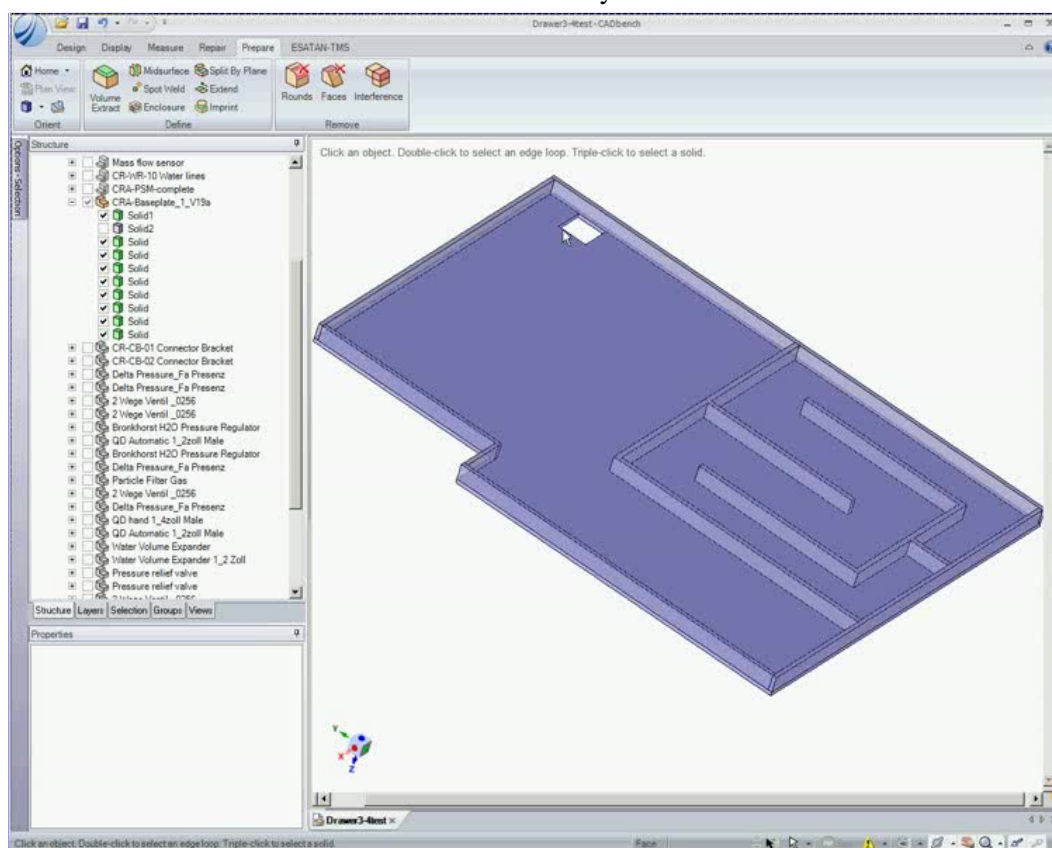 Drawer3-4test - CADbench
Design Display Measure Repair Prepare ESATAN-TMS
Home
Plan View
Volume Extract
Midsurface
Spot Weld
Enclosure
Split By Plane
Extend
Imprint
Rounds
Faces
Interference
Orient
Define
Remove
Options - Selection
Structure
Click an object. Double-click to select an edge loop. Triple-click to select a solid.
Mass flow sensor
CR-WR-10 Water lines
CRA-PSM-complete
CRA-Baseplate_1_V19a
Solid1
Solid2
Solid
Solid
Solid
Solid
Solid
Solid
Solid
Solid
CR-CB-01 Connector Bracket
CR-CB-02 Connector Bracket
Delta Pressure_Fa Presenz
Delta Pressure_Fa Presenz
2 Wege Ventil _0256
2 Wege Ventil _0256
Bronkhorst H2O Pressure Regulator
QD Automatic 1_2zoll Male
Bronkhorst H2O Pressure Regulator
Delta Pressure_Fa Presenz
Particle Filter Gas
2 Wege Ventil _0256
Delta Pressure_Fa Presenz
QD hand 1_4zoll Male
QD Automatic 1_2zoll Male
Water Volume Expander
Water Volume Expander 1_2 Zoll
Pressure relief valve
Pressure relief valve
2 Wege Ventil _0256
Structure Layers Selection Groups Views
Properties
Y
X
Z
Drawer3-4test
Click an object. Double-click to select an edge loop. Triple-click to select a solid.
Face